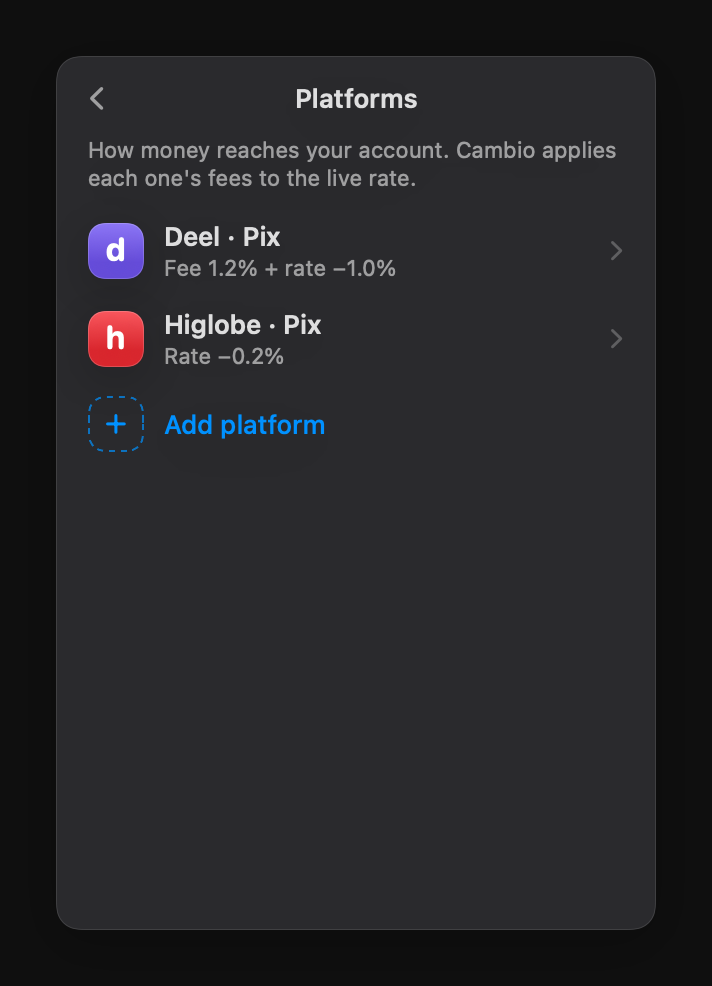 Platforms
How money reaches your account. Cambio applies
each one's fees to the live rate.
d
Deel · Pix
Fee 1.2% + rate −1.0%
h
Higlobe · Pix
Rate −0.2%
+
Add platform